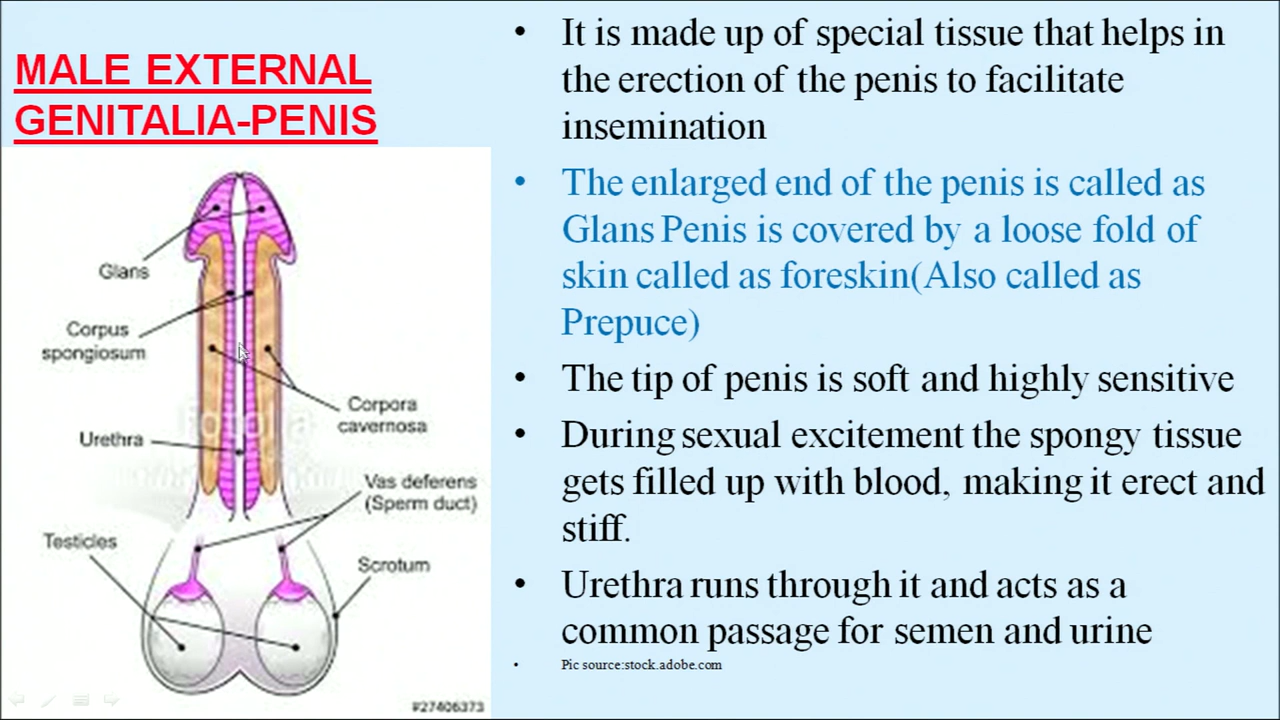 MALE EXTERNAL
GENITALIA-PENIS
Glans
Corpus
spongiosum
Urethra
Corpora
cavernosa
Vas deferens
(Sperm duct)
Testicles
Scrotum
#27406373
• It is made up of special tissue that helps in
the erection of the penis to facilitate
insemination
• The enlarged end of the penis is called as
Glans Penis is covered by a loose fold of
skin called as foreskin(Also called as
Prepuce)
• The tip of penis is soft and highly sensitive
• During sexual excitement the spongy tissue
gets filled up with blood, making it erect and
stiff.
• Urethra runs through it and acts as a
common passage for semen and urine
• Pic source:stock.adobe.com